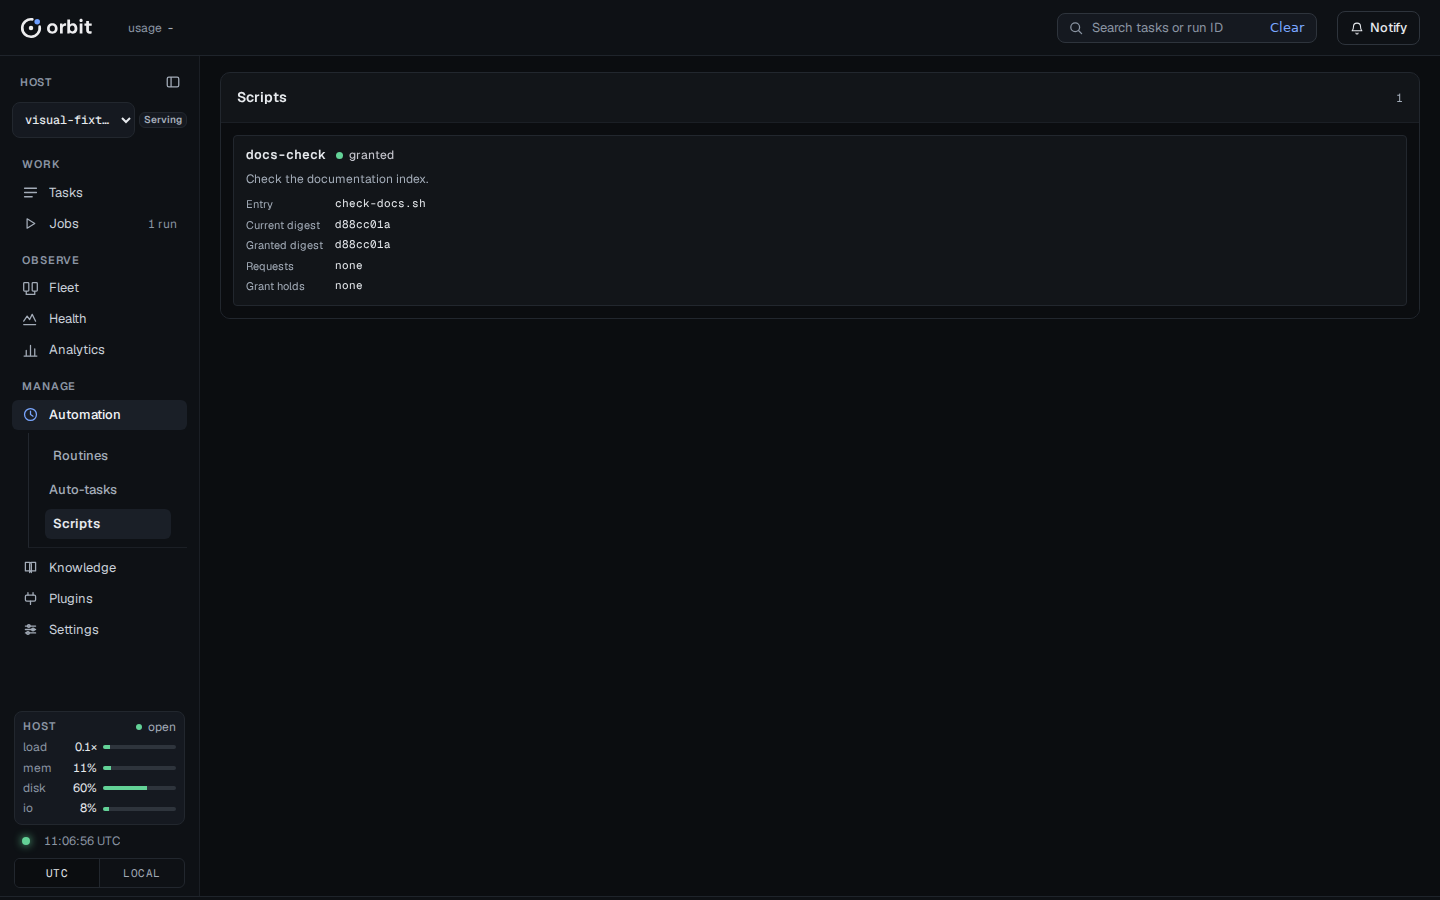 orbit
usage -
Search tasks or run ID
Clear
Notify
HOST
visual-fixt…
Serving
WORK
Tasks
Jobs
1 run
OBSERVE
Fleet
Health
Analytics
MANAGE
Automation
Routines
Auto-tasks
Scripts
Knowledge
Plugins
Settings
HOST
open
load 0.1×
mem 11%
disk 60%
io 8%
11:06:56 UTC
UTC
LOCAL
Scripts
1
docs-check
granted
Check the documentation index.
Entry check-docs.sh
Current digest d88cc01a
Granted digest d88cc01a
Requests none
Grant holds none